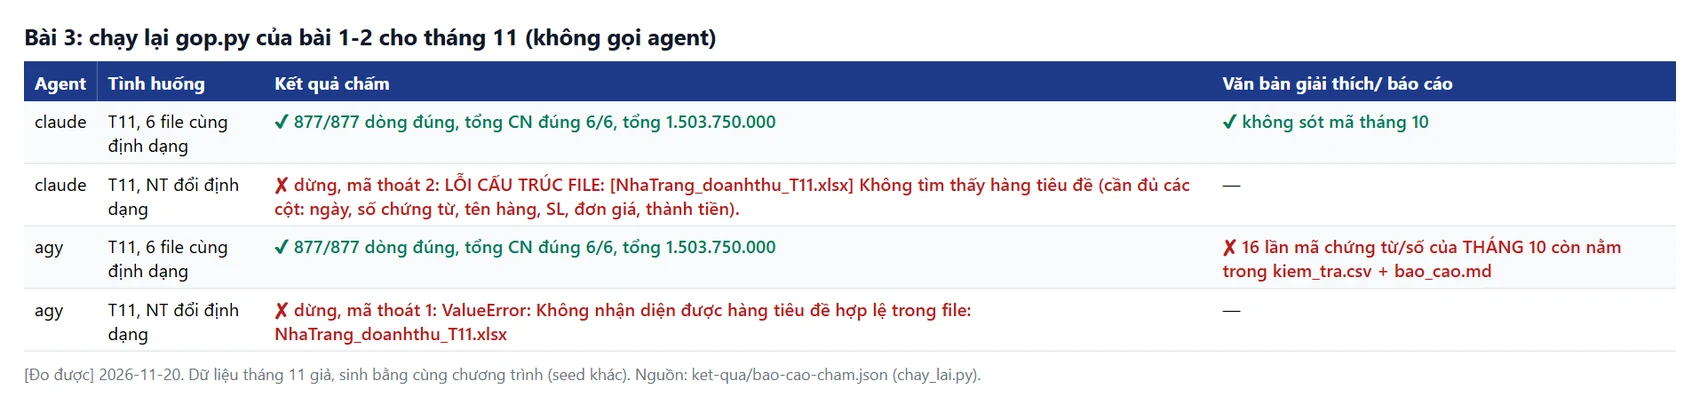 Bài 3: chạy lại gop.py của bài 1-2 cho tháng 11 (không gọi agent)
Agent Tình huống Kết quả chấm Văn bản giải thích/ báo cáo
claude T11, 6 file cùng ✔ 877/877 dòng đúng, tổng CN đúng 6/6, tổng 1.503.750.000 ✔ không sót mã tháng 10
định dạng
claude T11, NT đổi định ✘ dừng, mã thoát 2: LỖI CẤU TRÚC FILE: [NhaTrang_doanhthu_T11.xlsx] Không tìm thấy hàng tiêu đề (cần đủ các —
dạng cột: ngày, số chứng từ, tên hàng, SL, đơn giá, thành tiền).
agy T11, 6 file cùng ✔ 877/877 dòng đúng, tổng CN đúng 6/6, tổng 1.503.750.000 ✘ 16 lần mã chứng từ/số của THÁNG 10 còn nằm
định dạng trong kiem_tra.csv + bao_cao.md
agy T11, NT đổi định ✘ dừng, mã thoát 1: ValueError: Không nhận diện được hàng tiêu đề hợp lệ trong file: —
dạng NhaTrang_doanhthu_T11.xlsx
[Đo được] 2026-11-20. Dữ liệu tháng 11 giả, sinh bằng cùng chương trình (seed khác). Nguồn: ket-qua/bao-cao-cham.json (chay_lai.py).